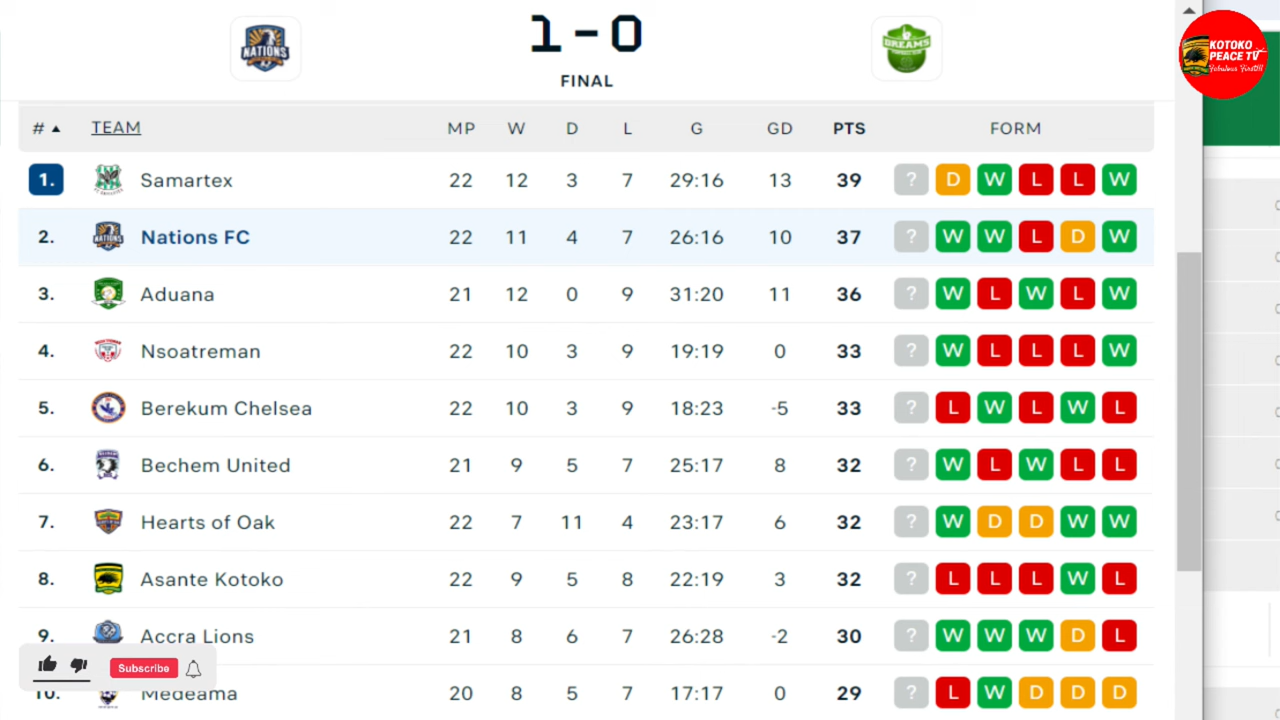 1 - 0
NATIONS
DREAMS
KOTOKO
PEACE TV
Fabulous First!!!
FINAL
# TEAM MP W D L G GD PTS FORM
1. Samartex 22 12 3 7 29:16 13 39 ? D W L L W
2. Nations FC 22 11 4 7 26:16 10 37 ? W W L D W
3. Aduana 21 12 0 9 31:20 11 36 ? W L W L W
4. Nsoatreman 22 10 3 9 19:19 0 33 ? W L L L W
5. Berekum Chelsea 22 10 3 9 18:23 -5 33 ? L W L W L
6. Bechem United 21 9 5 7 25:17 8 32 ? W L W L L
7. Hearts of Oak 22 7 11 4 23:17 6 32 ? W D D W W
8. Asante Kotoko 22 9 5 8 22:19 3 32 ? L L L W L
9. Accra Lions 21 8 6 7 26:28 -2 30 ? W W W D L
Subscribe
10. Medeama 20 8 5 7 17:17 0 29 ? L W D D D